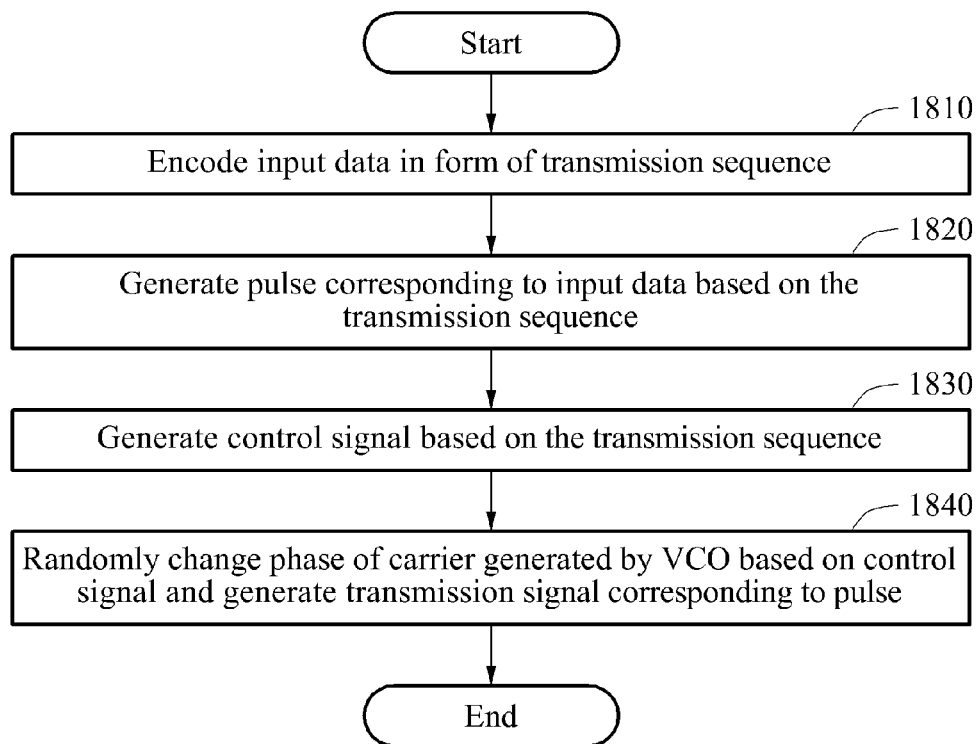 Start
1810
Encode input data in form of transmission sequence
1820
Generate pulse corresponding to input data based on the
transmission sequence
1830
Generate control signal based on the transmission sequence
1840
Randomly change phase of carrier generated by VCO based on control
signal and generate transmission signal corresponding to pulse
End